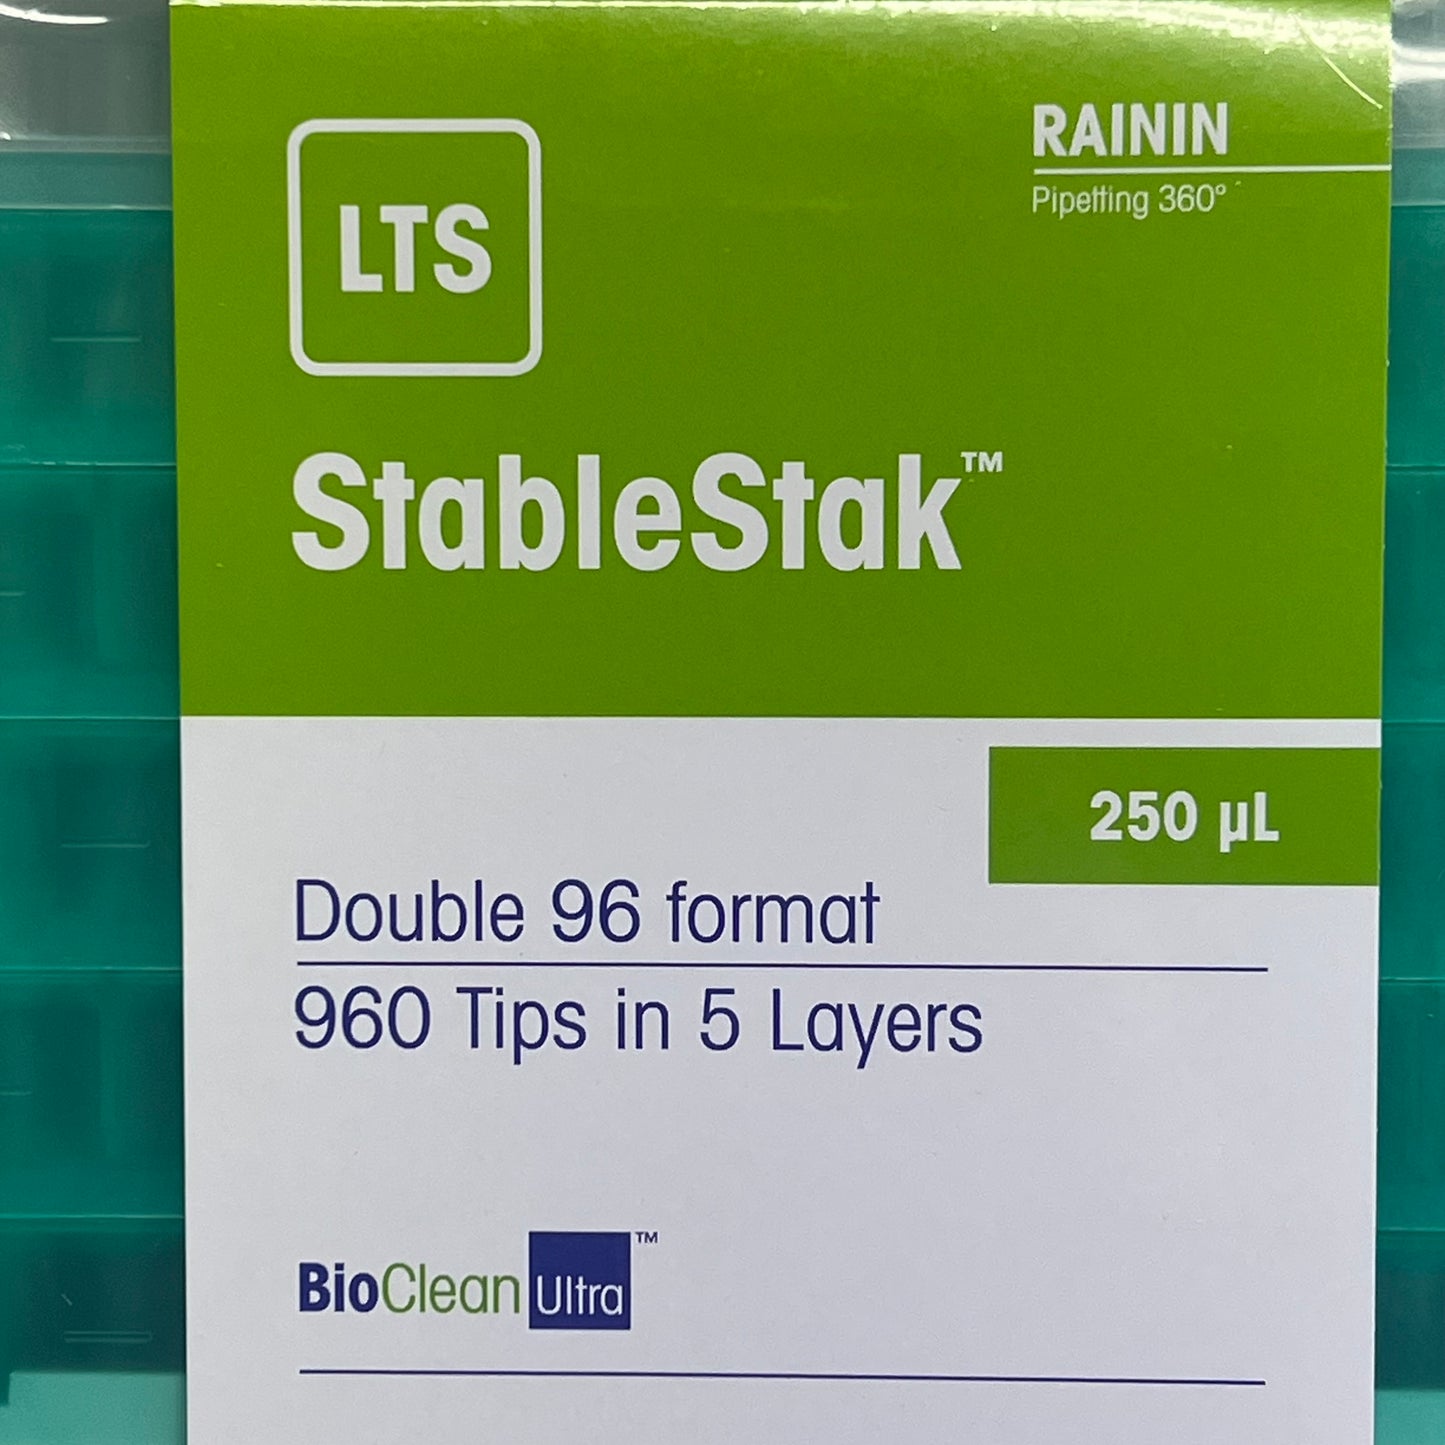 LTS
RAININ
Pipetting 360°
StableStak™
250 µL
Double 96 format
960 Tips in 5 Layers
BioClean Ultra™